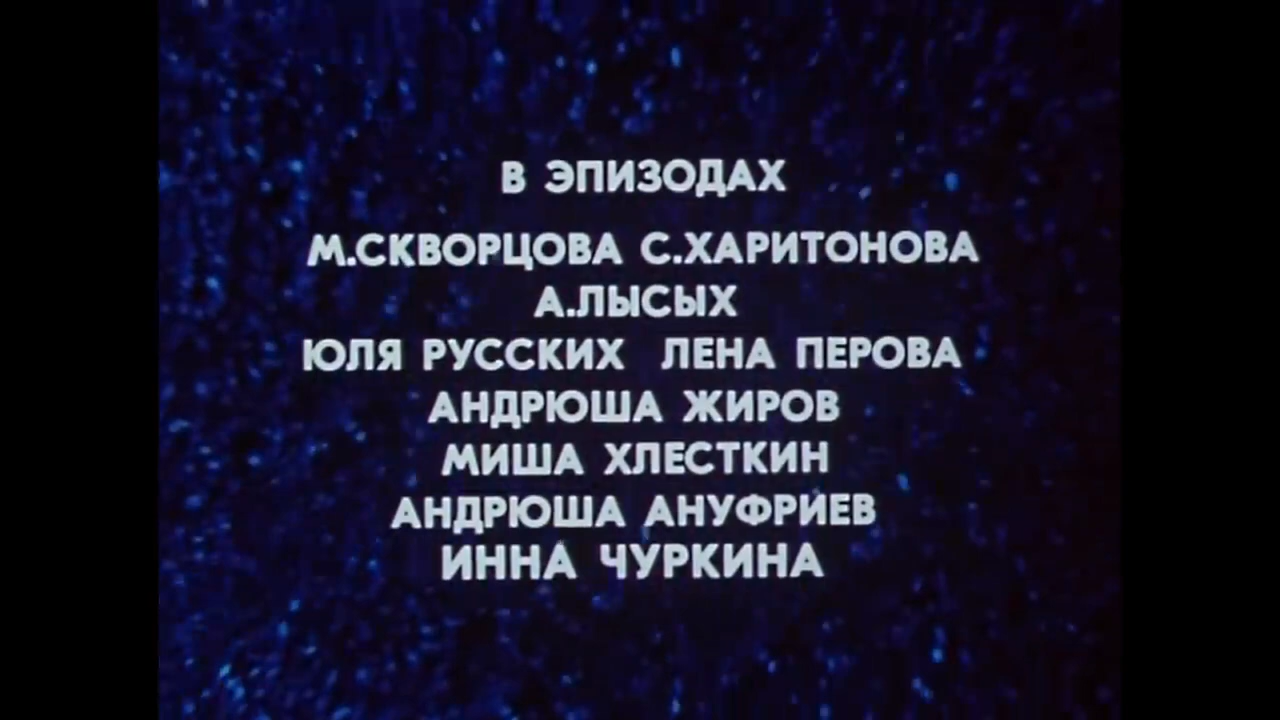 В ЭПИЗОДАХ
М.СКВОРЦОВА С.ХАРИТОНОВА
А.ЛЫСЫХ
ЮЛЯ РУССКИХ ЛЕНА ПЕРОВА
АНДРЮША ЖИРОВ
МИША ХЛЕСТКИН
АНДРЮША АНУФРИЕВ
ИННА ЧУРКИНА